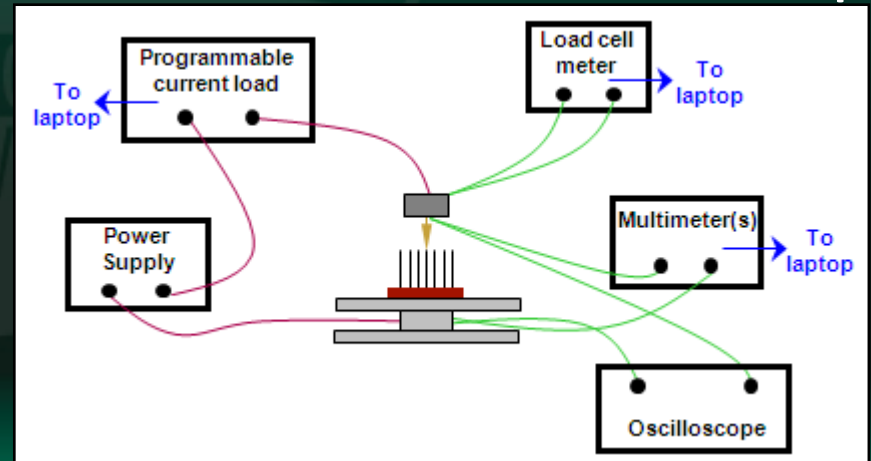 Programmable
current load
To
laptop
Load cell
meter
To
laptop
Power
Supply
Multimeter(s)
To
laptop
Oscilloscope